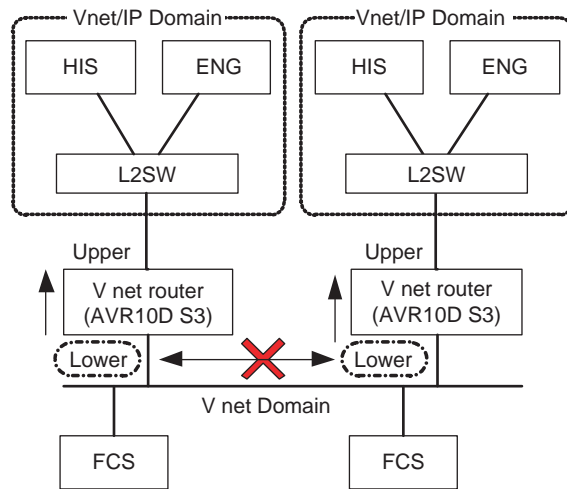 Vnet/IP Domain
Vnet/IP Domain
HIS
ENG
HIS
ENG
L2SW
L2SW
Upper
Upper
V net router
(AVR10D S3)
V net router
(AVR10D S3)
Lower
Lower
V net Domain
FCS
FCS